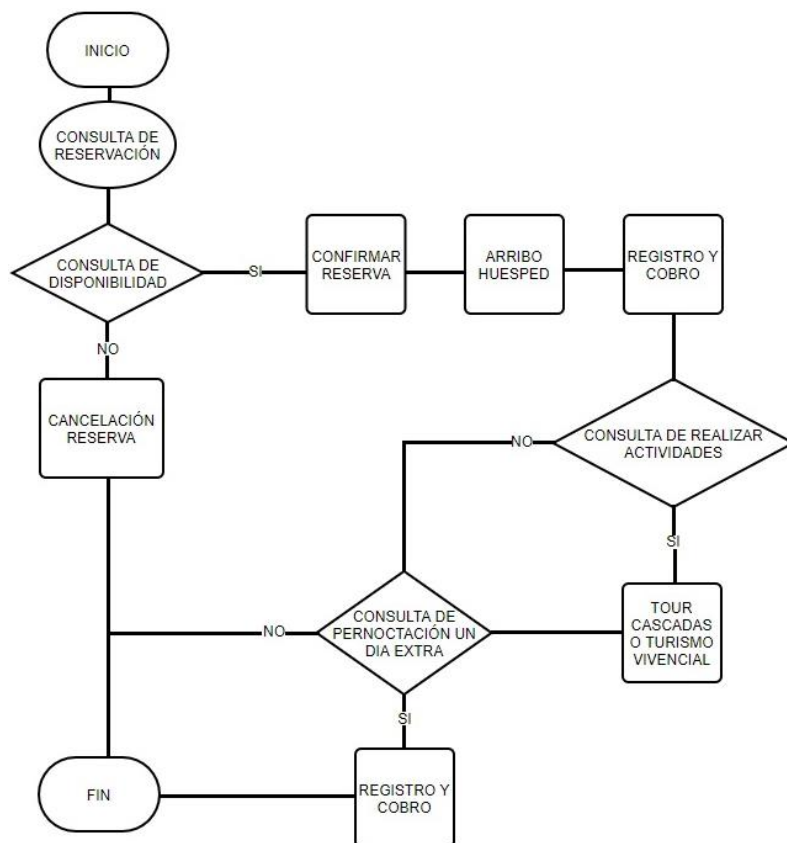 INICIO
CONSULTA DE
RESERVACIÓN
CONSULTA DE
DISPONIBILIDAD
SI
CONFIRMAR
RESERVA
ARRIBO
HUESPED
REGISTRO Y
COBRO
NO
CANCELACIÓN
RESERVA
CONSULTA DE REALIZAR
ACTIVIDADES
NO
SI
TOUR
CASCADAS
O TURISMO
VIVENCIAL
CONSULTA DE
PERNOCTACIÓN UN
DIA EXTRA
NO
SI
REGISTRO Y
COBRO
FIN